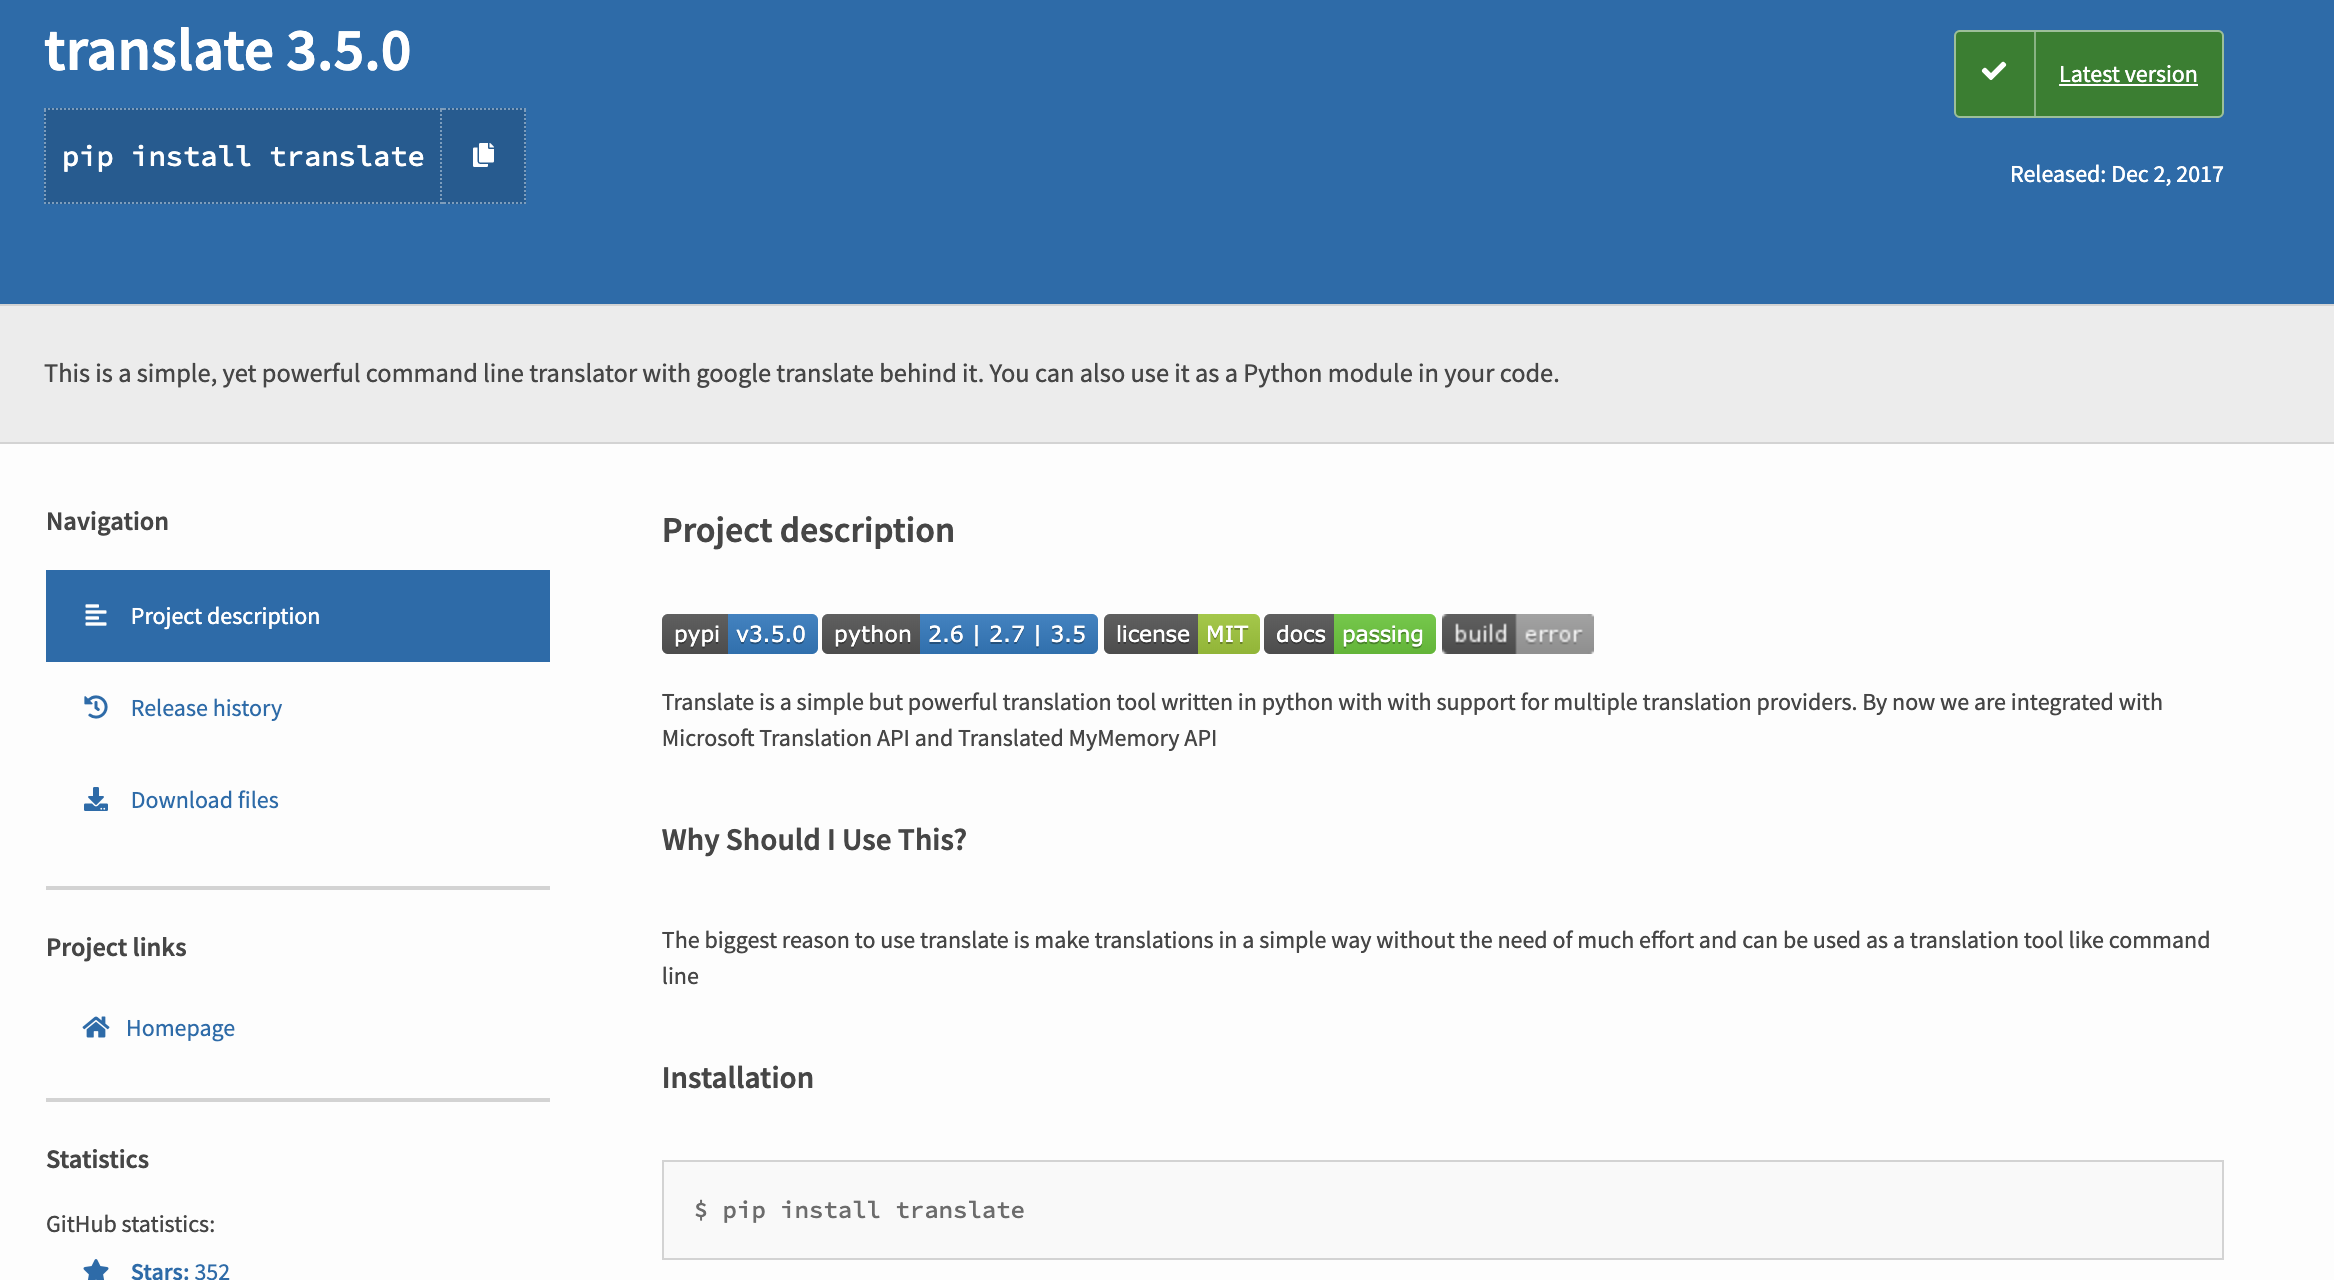 translate 3.5.0
Latest version
pip install translate
Released: Dec 2, 2017
This is a simple, yet powerful command line translator with google translate behind it. You can also use it as a Python module in your code.
Navigation
Project description
Release history
Download files
Project links
Homepage
Statistics
GitHub statistics:
Stars: 352
Project description
pypi v3.5.0 python 2.6 | 2.7 | 3.5 license MIT docs passing build error
Translate is a simple but powerful translation tool written in python with with support for multiple translation providers. By now we are integrated with
Microsoft Translation API and Translated MyMemory API
Why Should I Use This?
The biggest reason to use translate is make translations in a simple way without the need of much effort and can be used as a translation tool like command
line
Installation
$ pip install translate